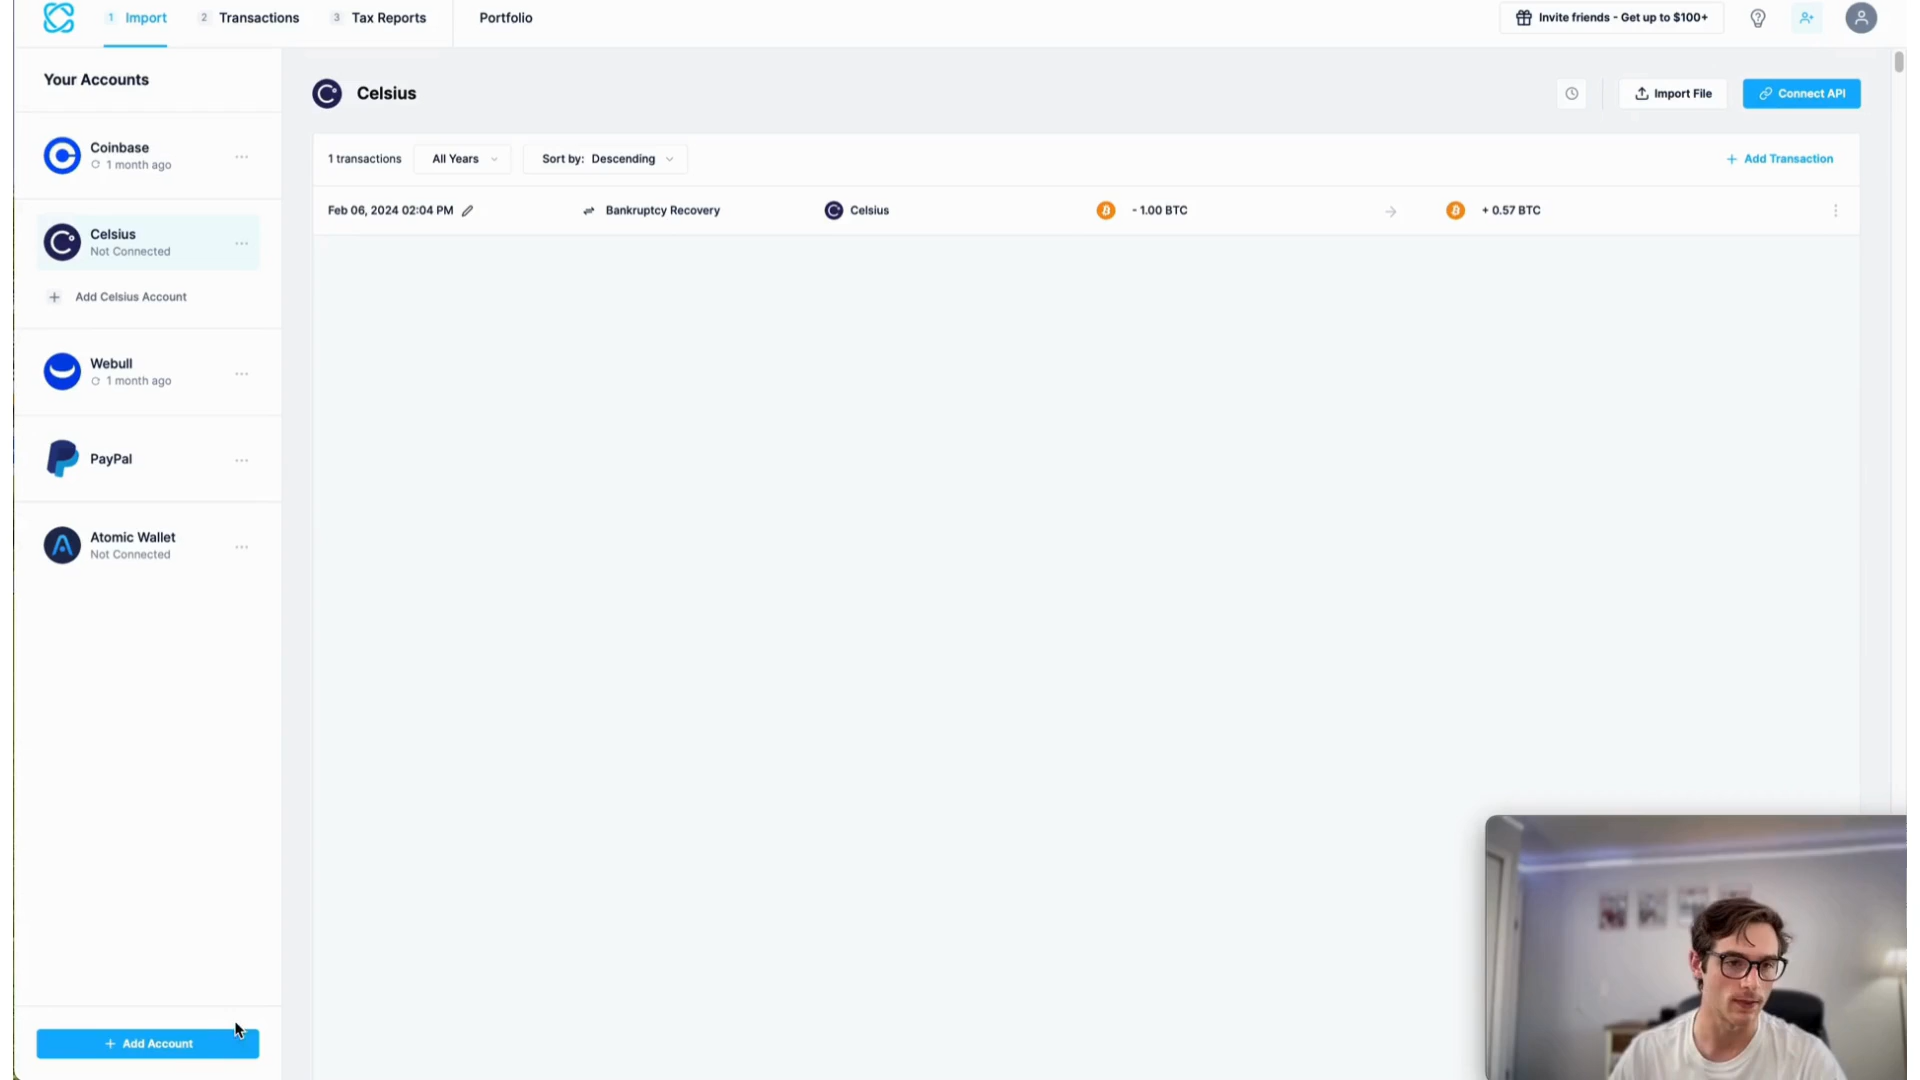 1 Import
2 Transactions
3 Tax Reports
Portfolio
Invite friends - Get up to $100+
Your Accounts
Coinbase
1 month ago
Celsius
Not Connected
Add Celsius Account
Webull
1 month ago
PayPal
Atomic Wallet
Not Connected
+ Add Account
Celsius
Import File
Connect API
1 transactions
All Years
Sort by: Descending
+ Add Transaction
Feb 06, 2024 02:04 PM
Bankruptcy Recovery
Celsius
- 1.00 BTC
+ 0.57 BTC